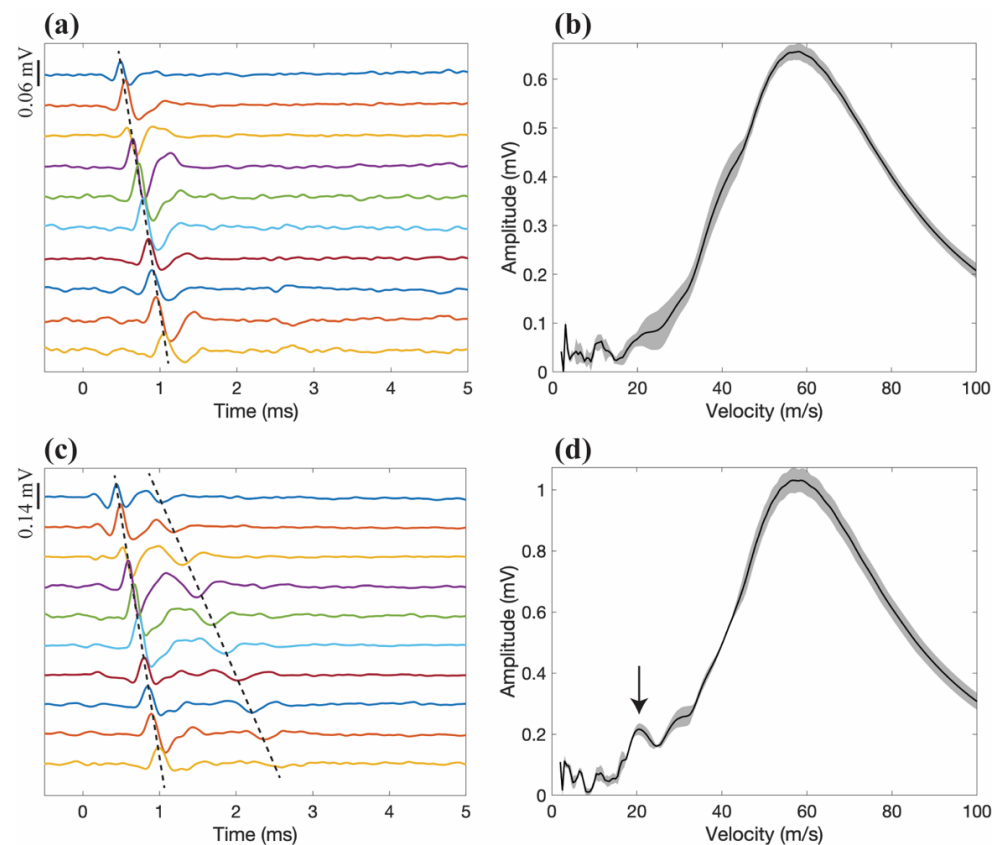 (a)
0.06 mV
0 1 2 3 4 5
Time (ms)
(b)
Amplitude (mV)
0.6
0.5
0.4
0.3
0.2
0.1
0
0 20 40 60 80 100
Velocity (m/s)
(c)
0.14 mV
0 1 2 3 4 5
Time (ms)
(d)
Amplitude (mV)
1
0.8
0.6
0.4
0.2
0
0 20 40 60 80 100
Velocity (m/s)